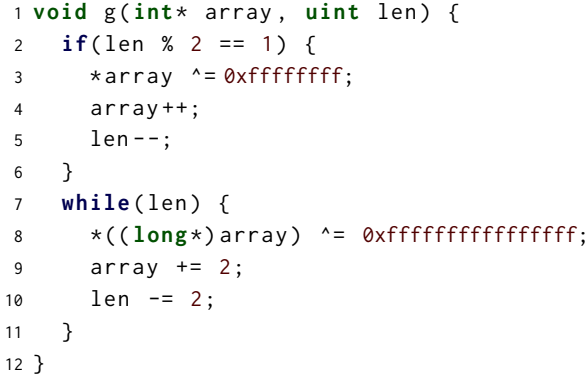 1 void g(int* array, uint len) {
2   if(len % 2 == 1) {
3     *array ^= 0xffffffff;
4     array++;
5     len--;
6   }
7   while(len) {
8     *((long*)array) ^= 0xffffffffffffffff;
9     array += 2;
10     len -= 2;
11   }
12 }